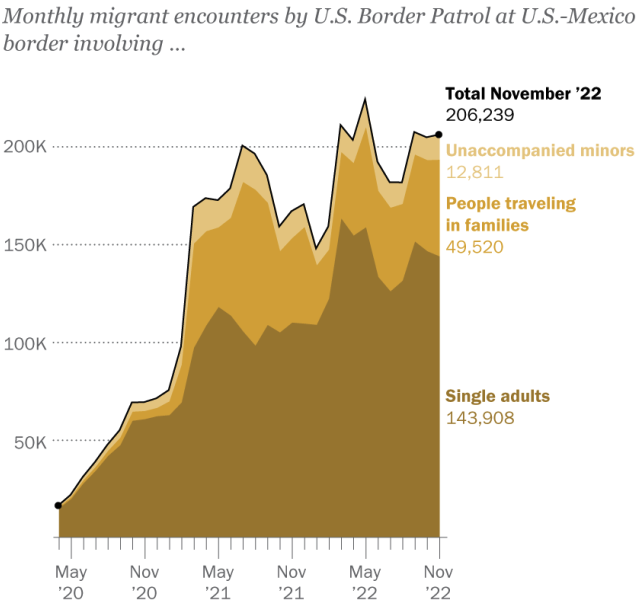 Monthly migrant encounters by U.S. Border Patrol at U.S.-Mexico
border involving ...
Total November ’22
206,239
200K
Unaccompanied minors
12,811
People traveling
in families
49,520
150K
100K
Single adults
143,908
50K
May Nov May Nov May Nov
’20 ’20 ’21 ’21 ’22 ’22